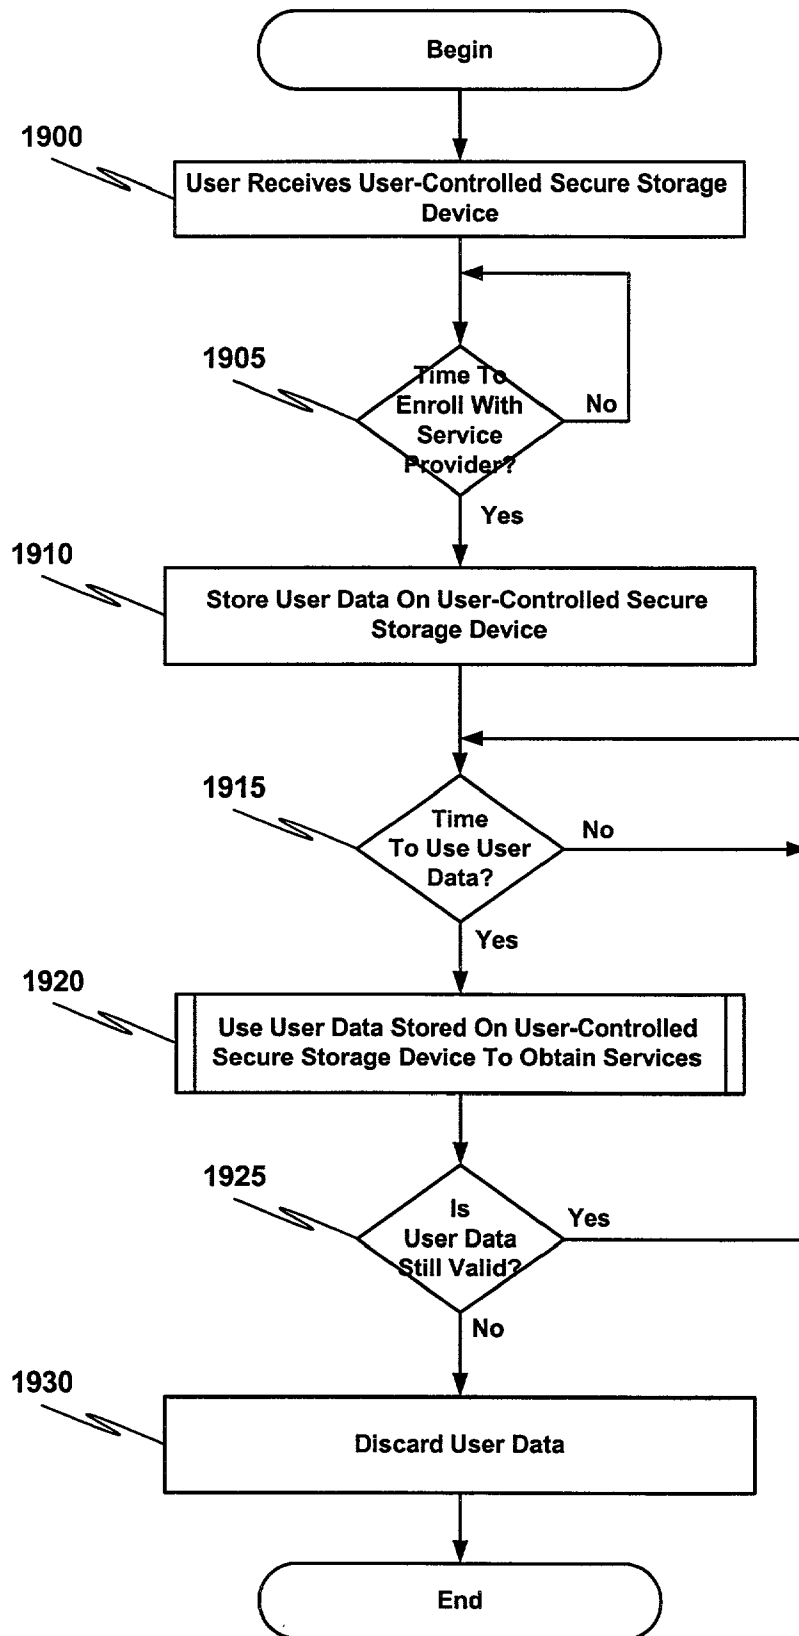 Begin
1900
User Receives User-Controlled Secure Storage
Device
1905
Time To
Enroll With
Service
Provider?
No
Yes
1910
Store User Data On User-Controlled Secure
Storage Device
1915
Time
To Use User
Data?
No
Yes
1920
Use User Data Stored On User-Controlled
Secure Storage Device To Obtain Services
1925
Is
User Data
Still Valid?
Yes
No
1930
Discard User Data
End